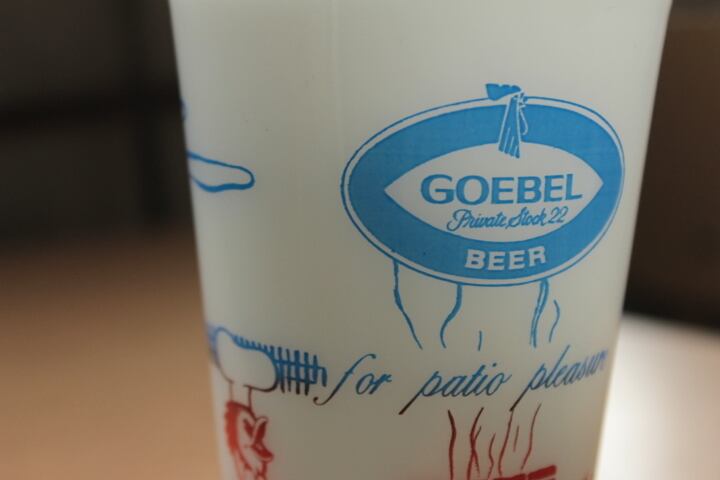 GOEBEL
Private Stock 22
BEER
for patio pleasure